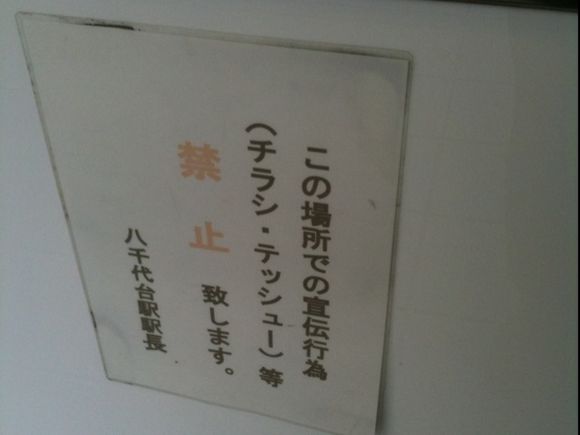 この場所での宣伝行為
（チラシ・テッシュー）等
禁止 致します。
八千代台駅駅長